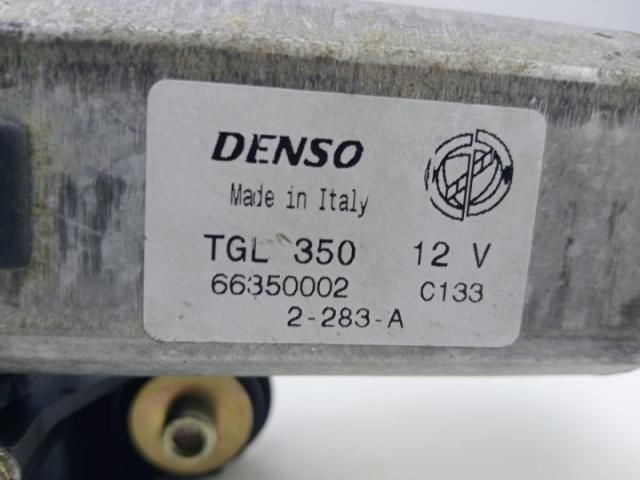 DENSO
Made in Italy
TGL 350 12 V
66350002 C133
2-283-A